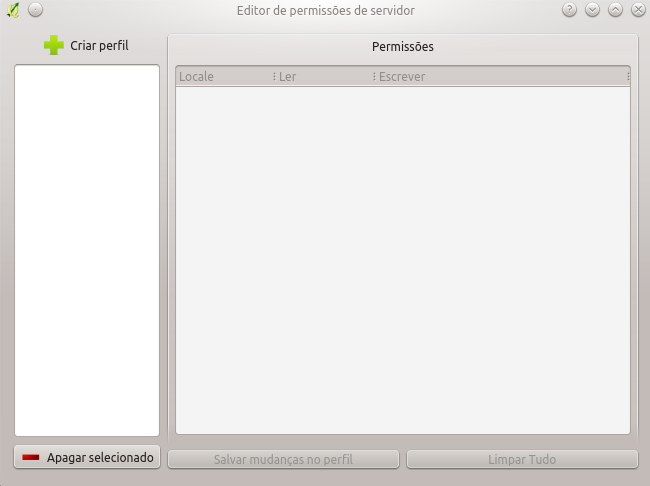 Editor de permissões de servidor
Criar perfil
Permissões
Locale Ler Escrever
Apagar selecionado
Salvar mudanças no perfil
Limpar Tudo